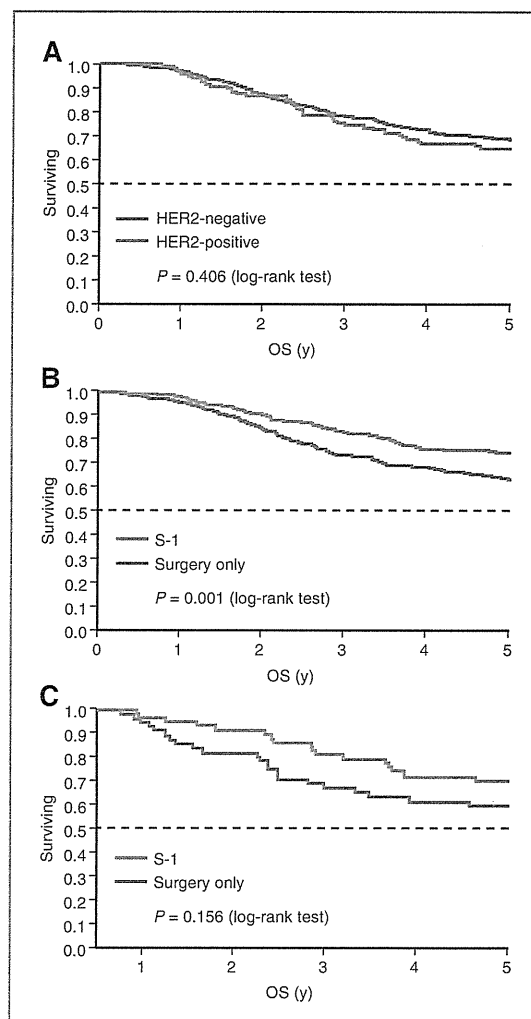 A
1.0
0.9
0.8
0.7
0.6
0.5
0.4
0.3
0.2
0.1
0.0
Surviving
HER2-negative
HER2-positive
P = 0.406 (log-rank test)
0 1 2 3 4 5
OS (y)
B
1.0
0.9
0.8
0.7
0.6
0.5
0.4
0.3
0.2
0.1
0.0
Surviving
S-1
Surgery only
P = 0.001 (log-rank test)
0 1 2 3 4 5
OS (y)
C
1.0
0.9
0.8
0.7
0.6
0.5
0.4
0.3
0.2
0.1
0.0
Surviving
S-1
Surgery only
P = 0.156 (log-rank test)
1 2 3 4 5
OS (y)